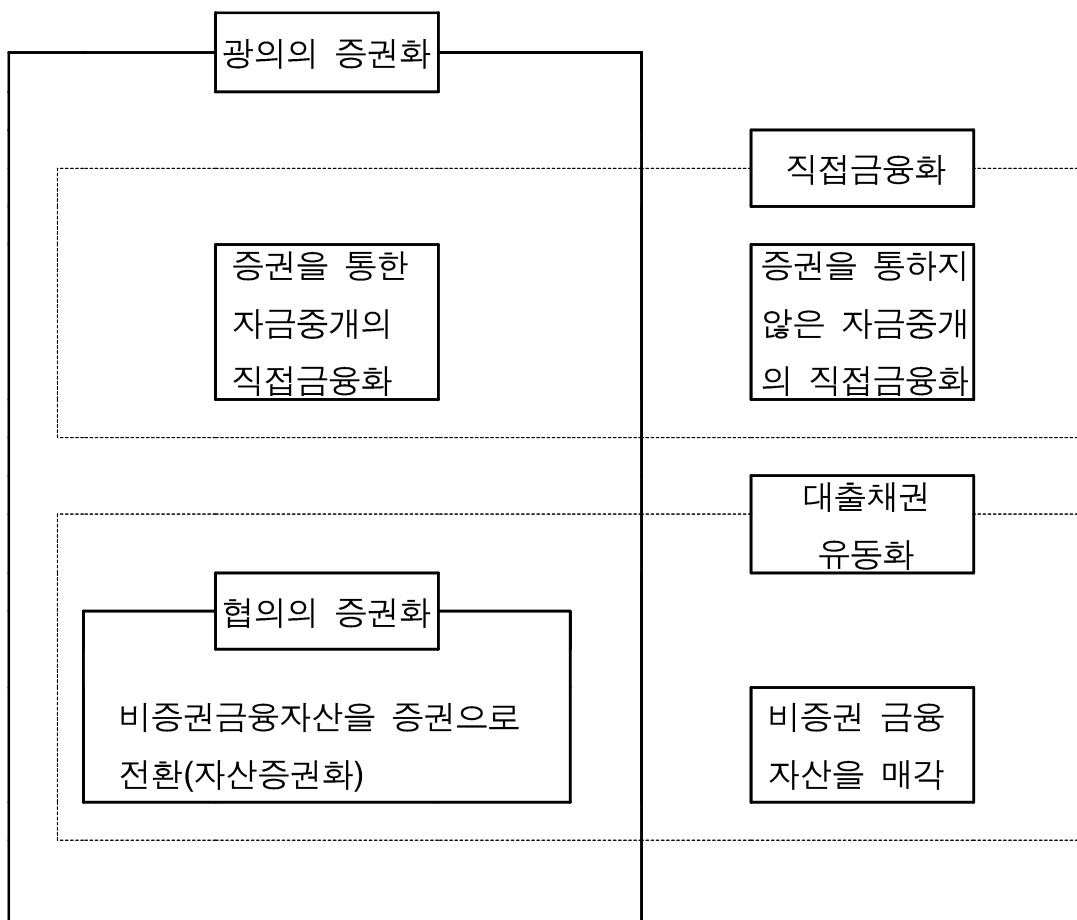 광의의 증권화
직접금융화
증권을 통한
자금중개의
직접금융화
증권을 통하지
않은 자금중개
의 직접금융화
대출채권
유동화
협의의 증권화
비증권금융자산을 증권으로
전환(자산증권화)
비증권 금융
자산을 매각